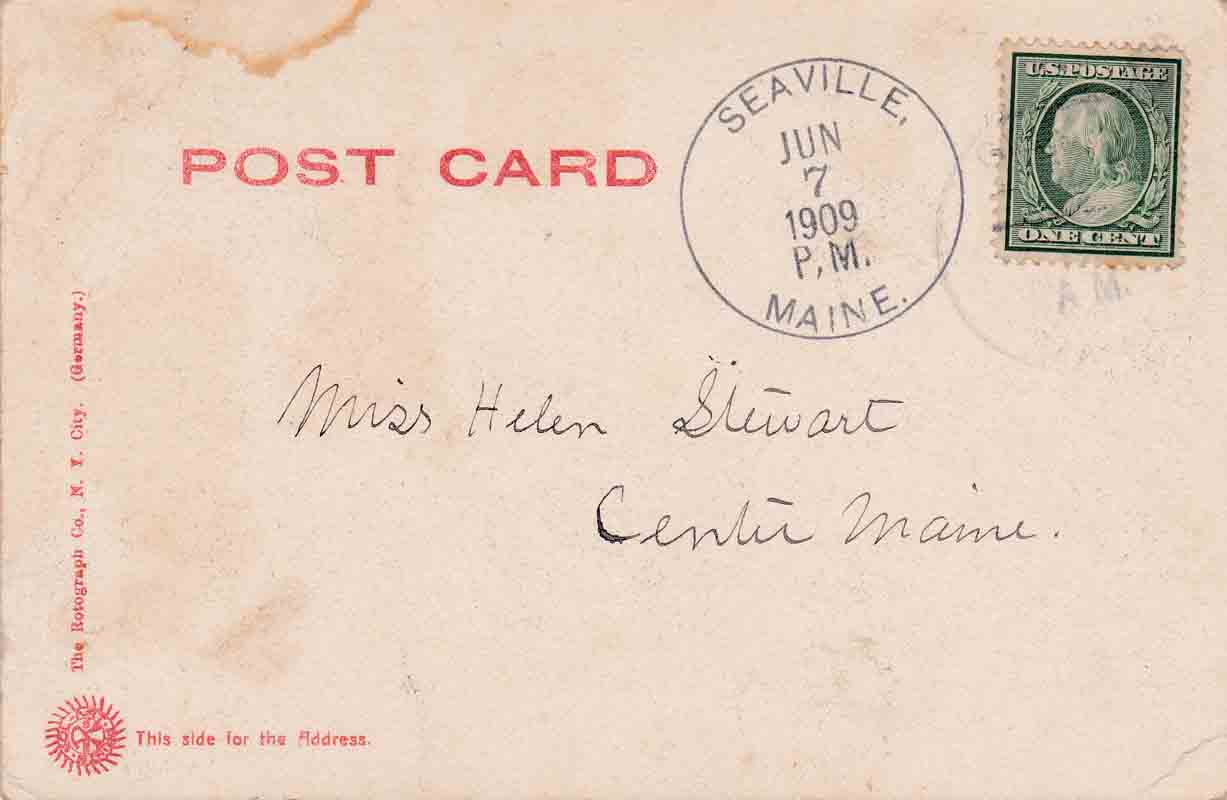 POST CARD
SEAVILLE,
JUN
7
1909
P.M.
MAINE.
U.S. POSTAGE
ONE CENT
A M.
Miss Helen Stewart
Center Maine.
The Rotograph Co., N. Y. City. (Germany.)
This side for the Address.